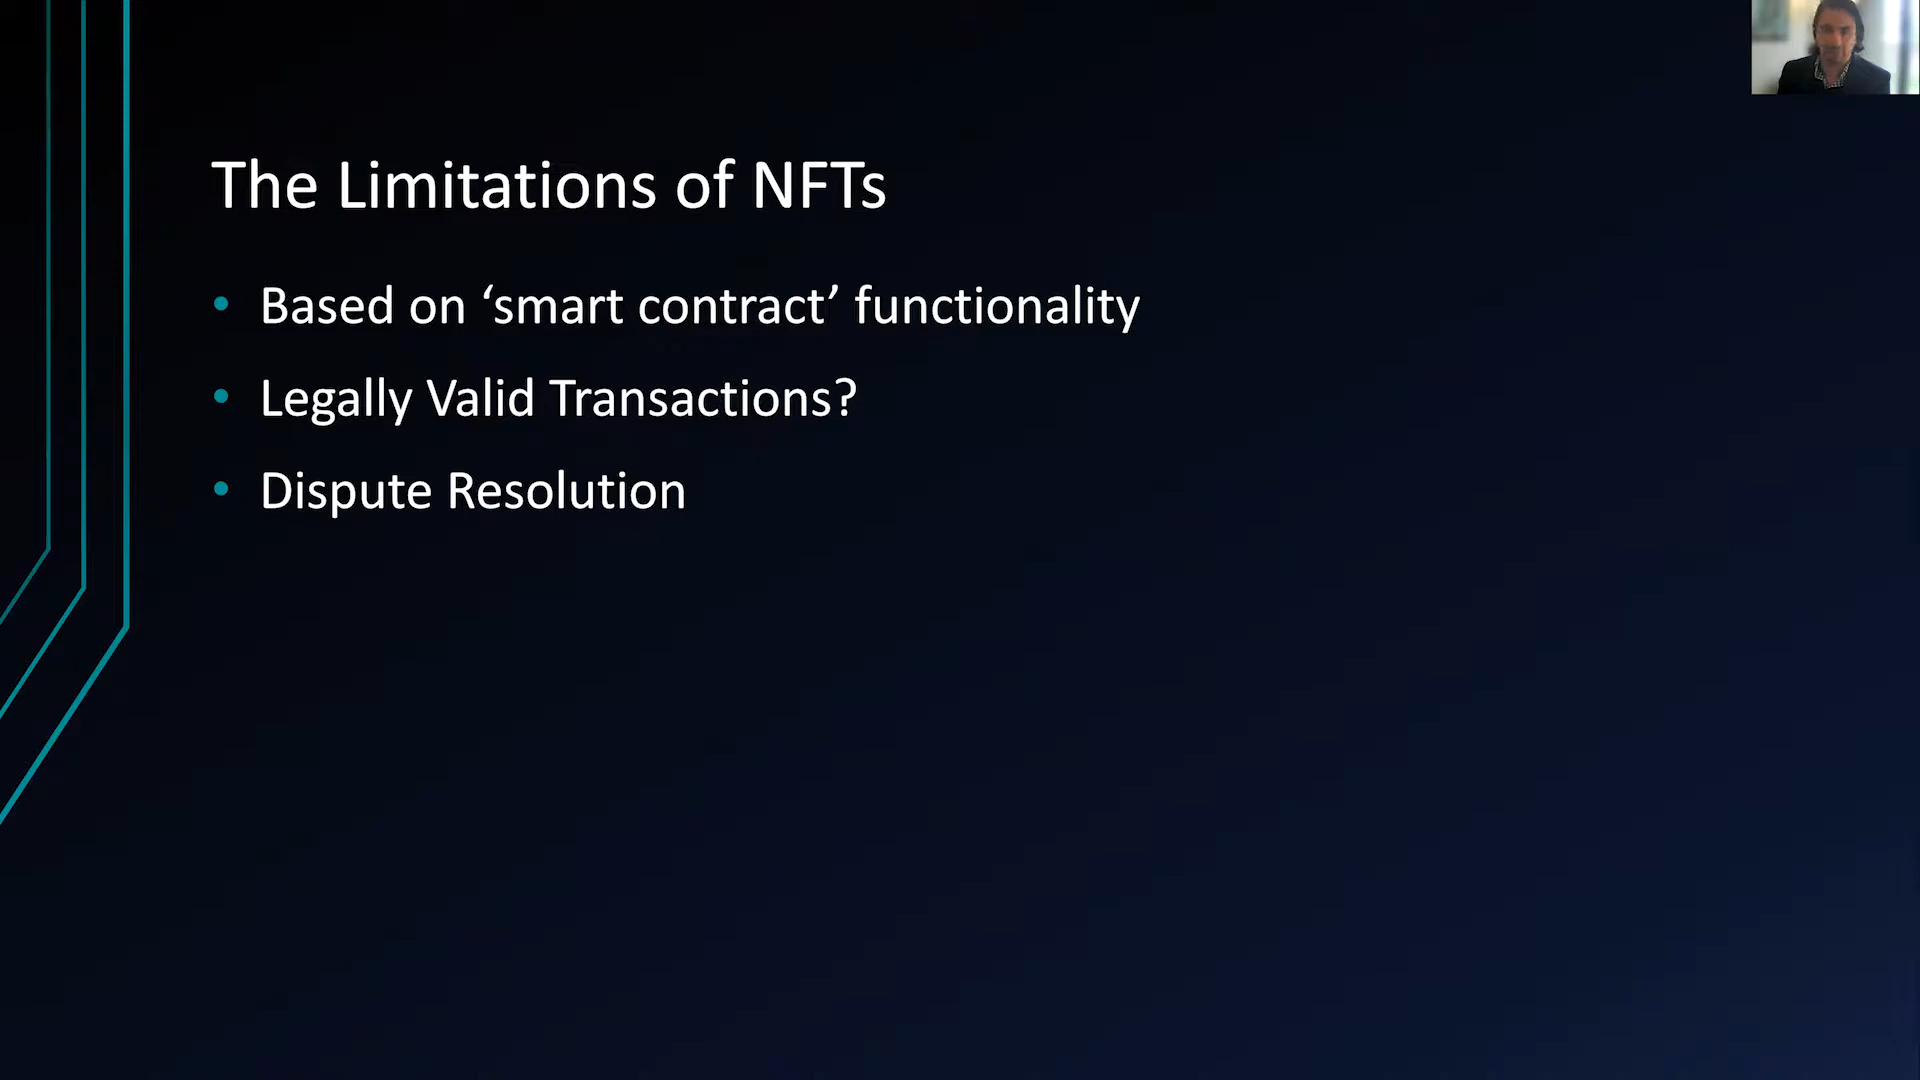 The Limitations of NFTs
• Based on ‘smart contract’ functionality
• Legally Valid Transactions?
• Dispute Resolution